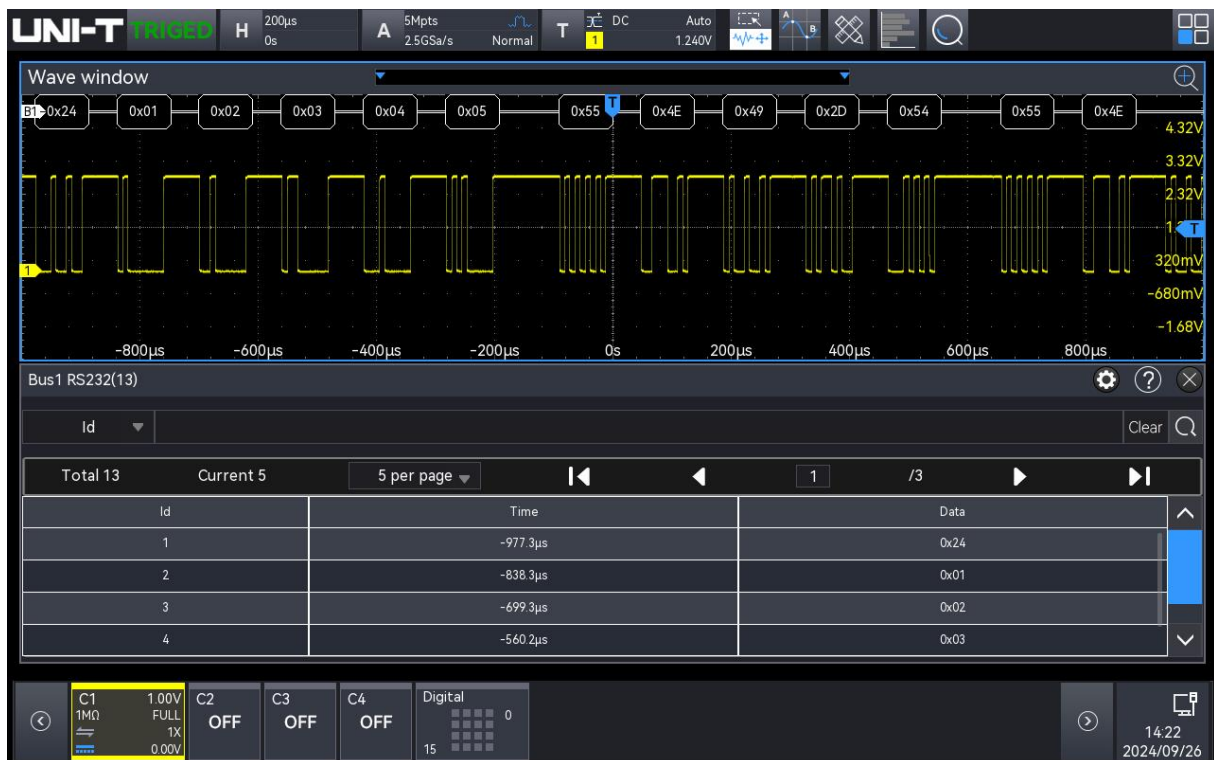 UNI-T TRIGED H 200μs 0s A 5Mpts 2.5GSa/s Normal T 1 DC Auto 1.240V A B
Wave window
B1 0x24 0x01 0x02 0x03 0x04 0x05 0x55 T 0x4E 0x49 0x2D 0x54 0x55 0x4E
4.32V
3.32V
2.32V
T
1
320mV
-680mV
-1.68V
-800μs -600μs -400μs -200μs 0s 200μs 400μs 600μs 800μs
Bus1 RS232(13)
Id Clear
Total 13 Current 5 5 per page 1 /3
Id Time Data
1 -977.3μs 0x24
2 -838.3μs 0x01
3 -699.3μs 0x02
4 -560.2μs 0x03
C1 1.00V
1MΩ FULL
1X
0.00V
C2
OFF
C3
OFF
C4
OFF
Digital
0
15
14:22
2024/09/26